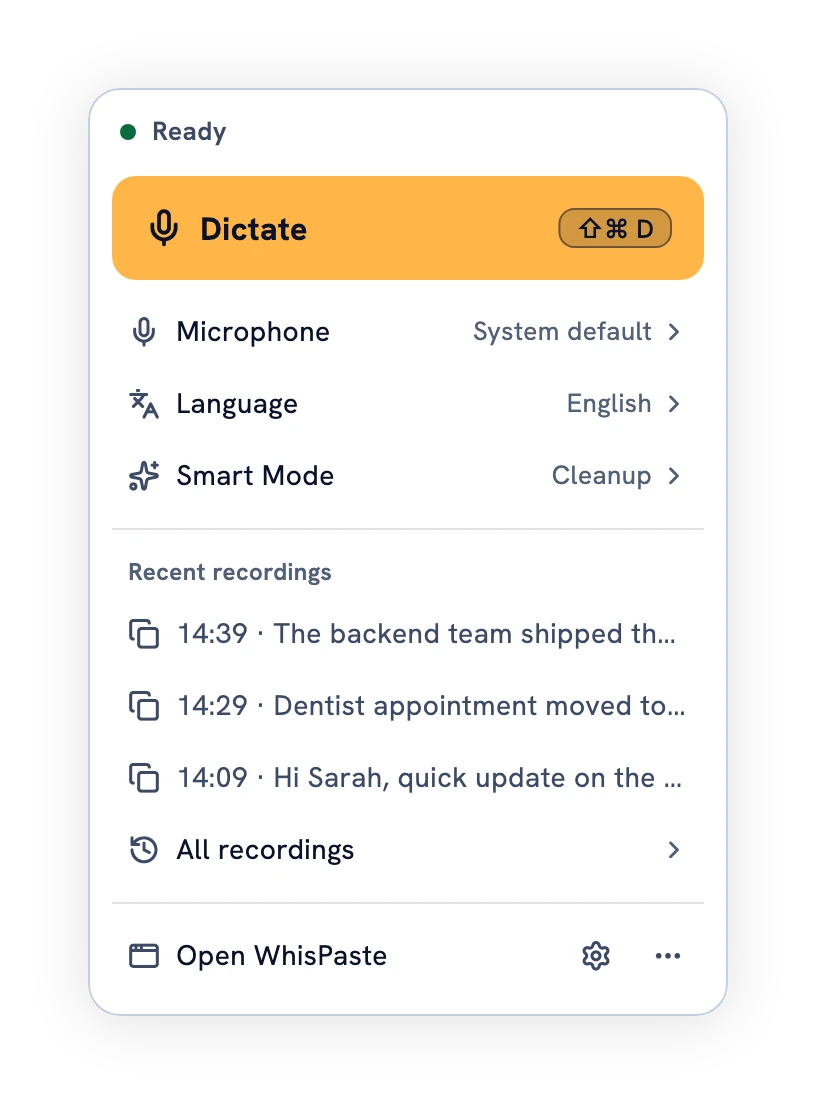 Ready
Dictate ⇧⌘ D
Microphone System default
Language English
Smart Mode Cleanup
Recent recordings
14:39 · The backend team shipped th...
14:29 · Dentist appointment moved to...
14:09 · Hi Sarah, quick update on the ...
All recordings
Open WhisPaste